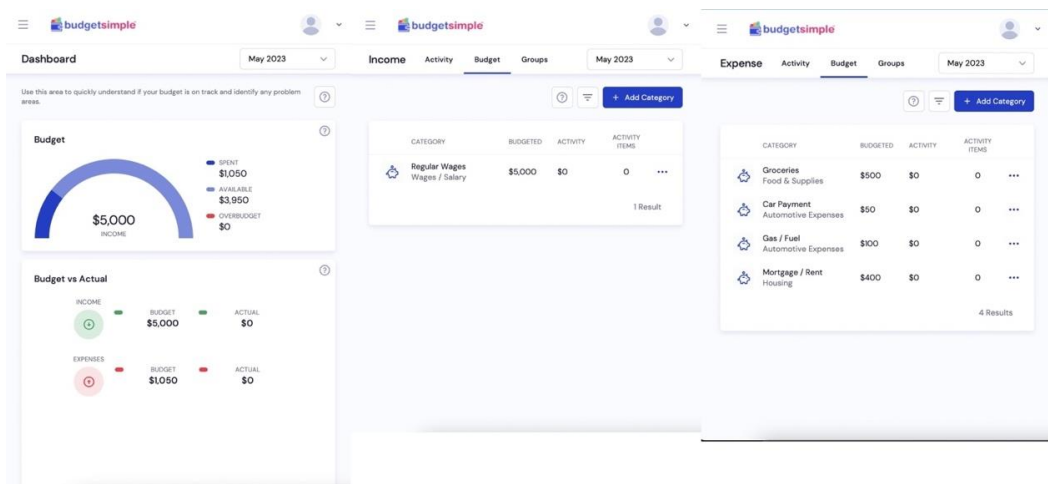 budgetsimple
Dashboard
May 2023
Use this area to quickly understand if your budget is on track and identify any problem
areas.
Budget
SPENT
$1,050
AVAILABLE
$3,950
OVERBUDGET
$0
$5,000
INCOME
Budget vs Actual
INCOME
BUDGET
$5,000
ACTUAL
$0
EXPENSES
BUDGET
$1,050
ACTUAL
$0
budgetsimple
Income Activity Budget Groups May 2023
+ Add Category
CATEGORY BUDGETED ACTIVITY ACTIVITY ITEMS
Regular Wages $5,000 $0 0
Wages / Salary
1 Result
budgetsimple
Expense Activity Budget Groups May 2023
+ Add Category
CATEGORY BUDGETED ACTIVITY ACTIVITY ITEMS
Groceries $500 $0 0
Food & Supplies
Car Payment $50 $0 0
Automotive Expenses
Gas / Fuel $100 $0 0
Automotive Expenses
Mortgage / Rent $400 $0 0
Housing
4 Results